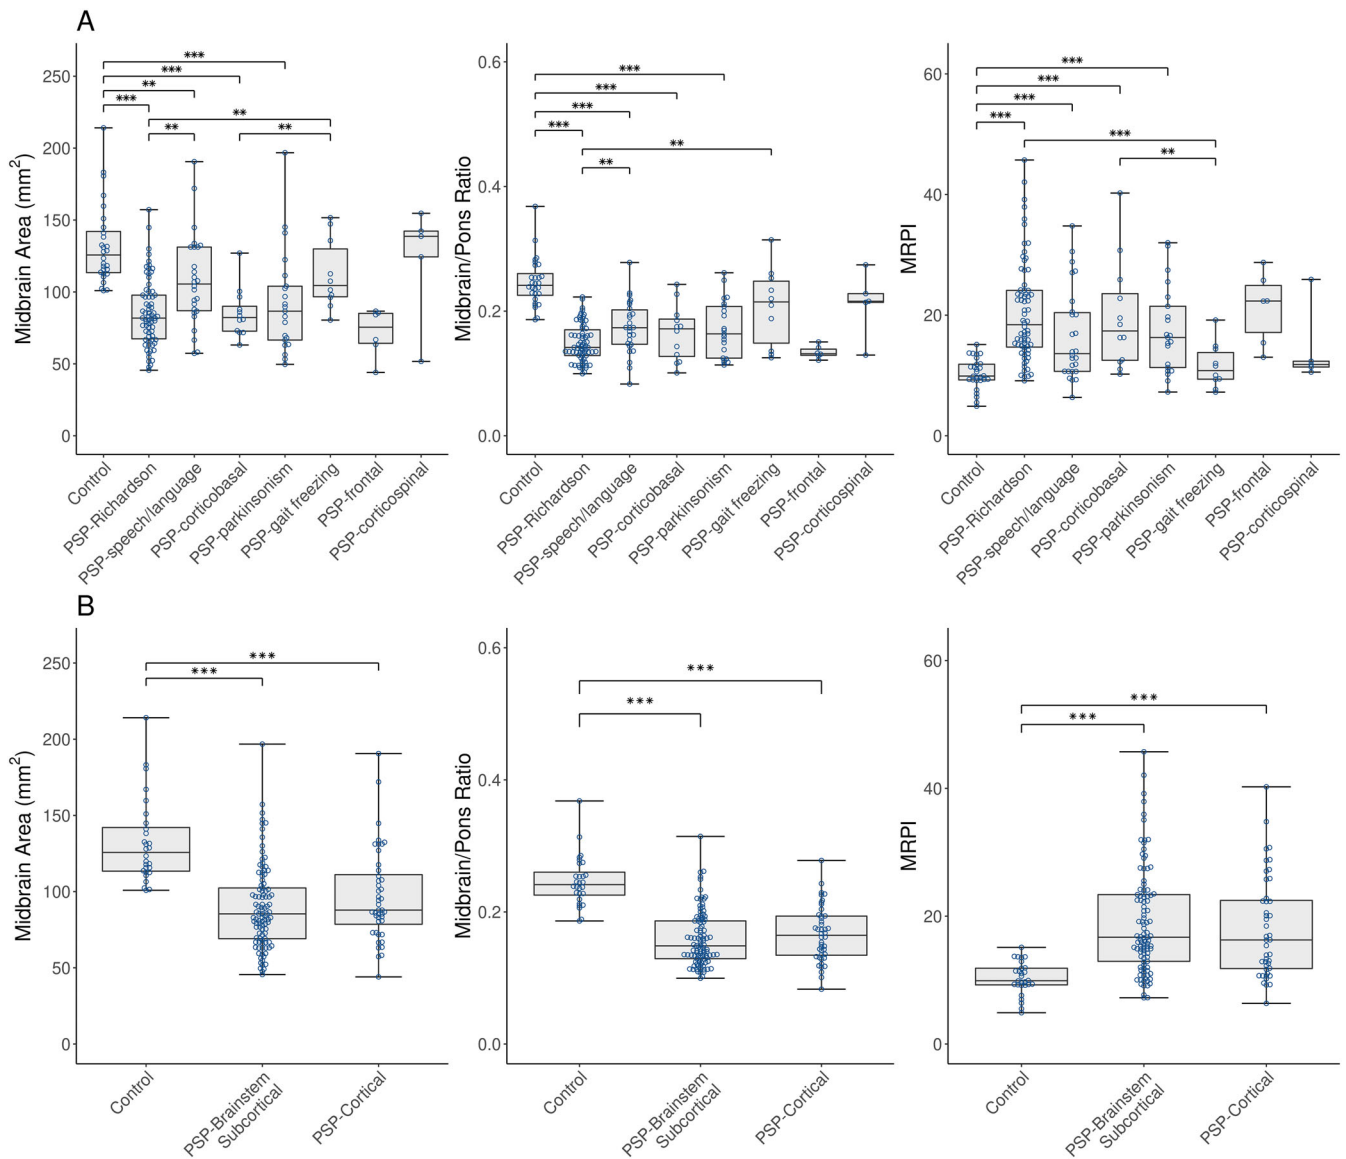 A
Midbrain Area (mm2)
250
200
150
100
50
0
***
***
**
***
**
**
**
Control
PSP-Richardson
PSP-speech/language
PSP-corticobasal
PSP-parkinsonism
PSP-gait freezing
PSP-frontal
PSP-corticospinal
Midbrain/Pons Ratio
0.6
0.4
0.2
0.0
***
***
***
***
**
**
Control
PSP-Richardson
PSP-speech/language
PSP-corticobasal
PSP-parkinsonism
PSP-gait freezing
PSP-frontal
PSP-corticospinal
MRPI
60
40
20
0
***
***
***
***
***
**
Control
PSP-Richardson
PSP-speech/language
PSP-corticobasal
PSP-parkinsonism
PSP-gait freezing
PSP-frontal
PSP-corticospinal
B
Midbrain Area (mm2)
250
200
150
100
50
0
***
***
Control
PSP-Brainstem
Subcortical
PSP-Cortical
Midbrain/Pons Ratio
0.6
0.4
0.2
0.0
***
***
Control
PSP-Brainstem
Subcortical
PSP-Cortical
MRPI
60
40
20
0
***
***
Control
PSP-Brainstem
Subcortical
PSP-Cortical